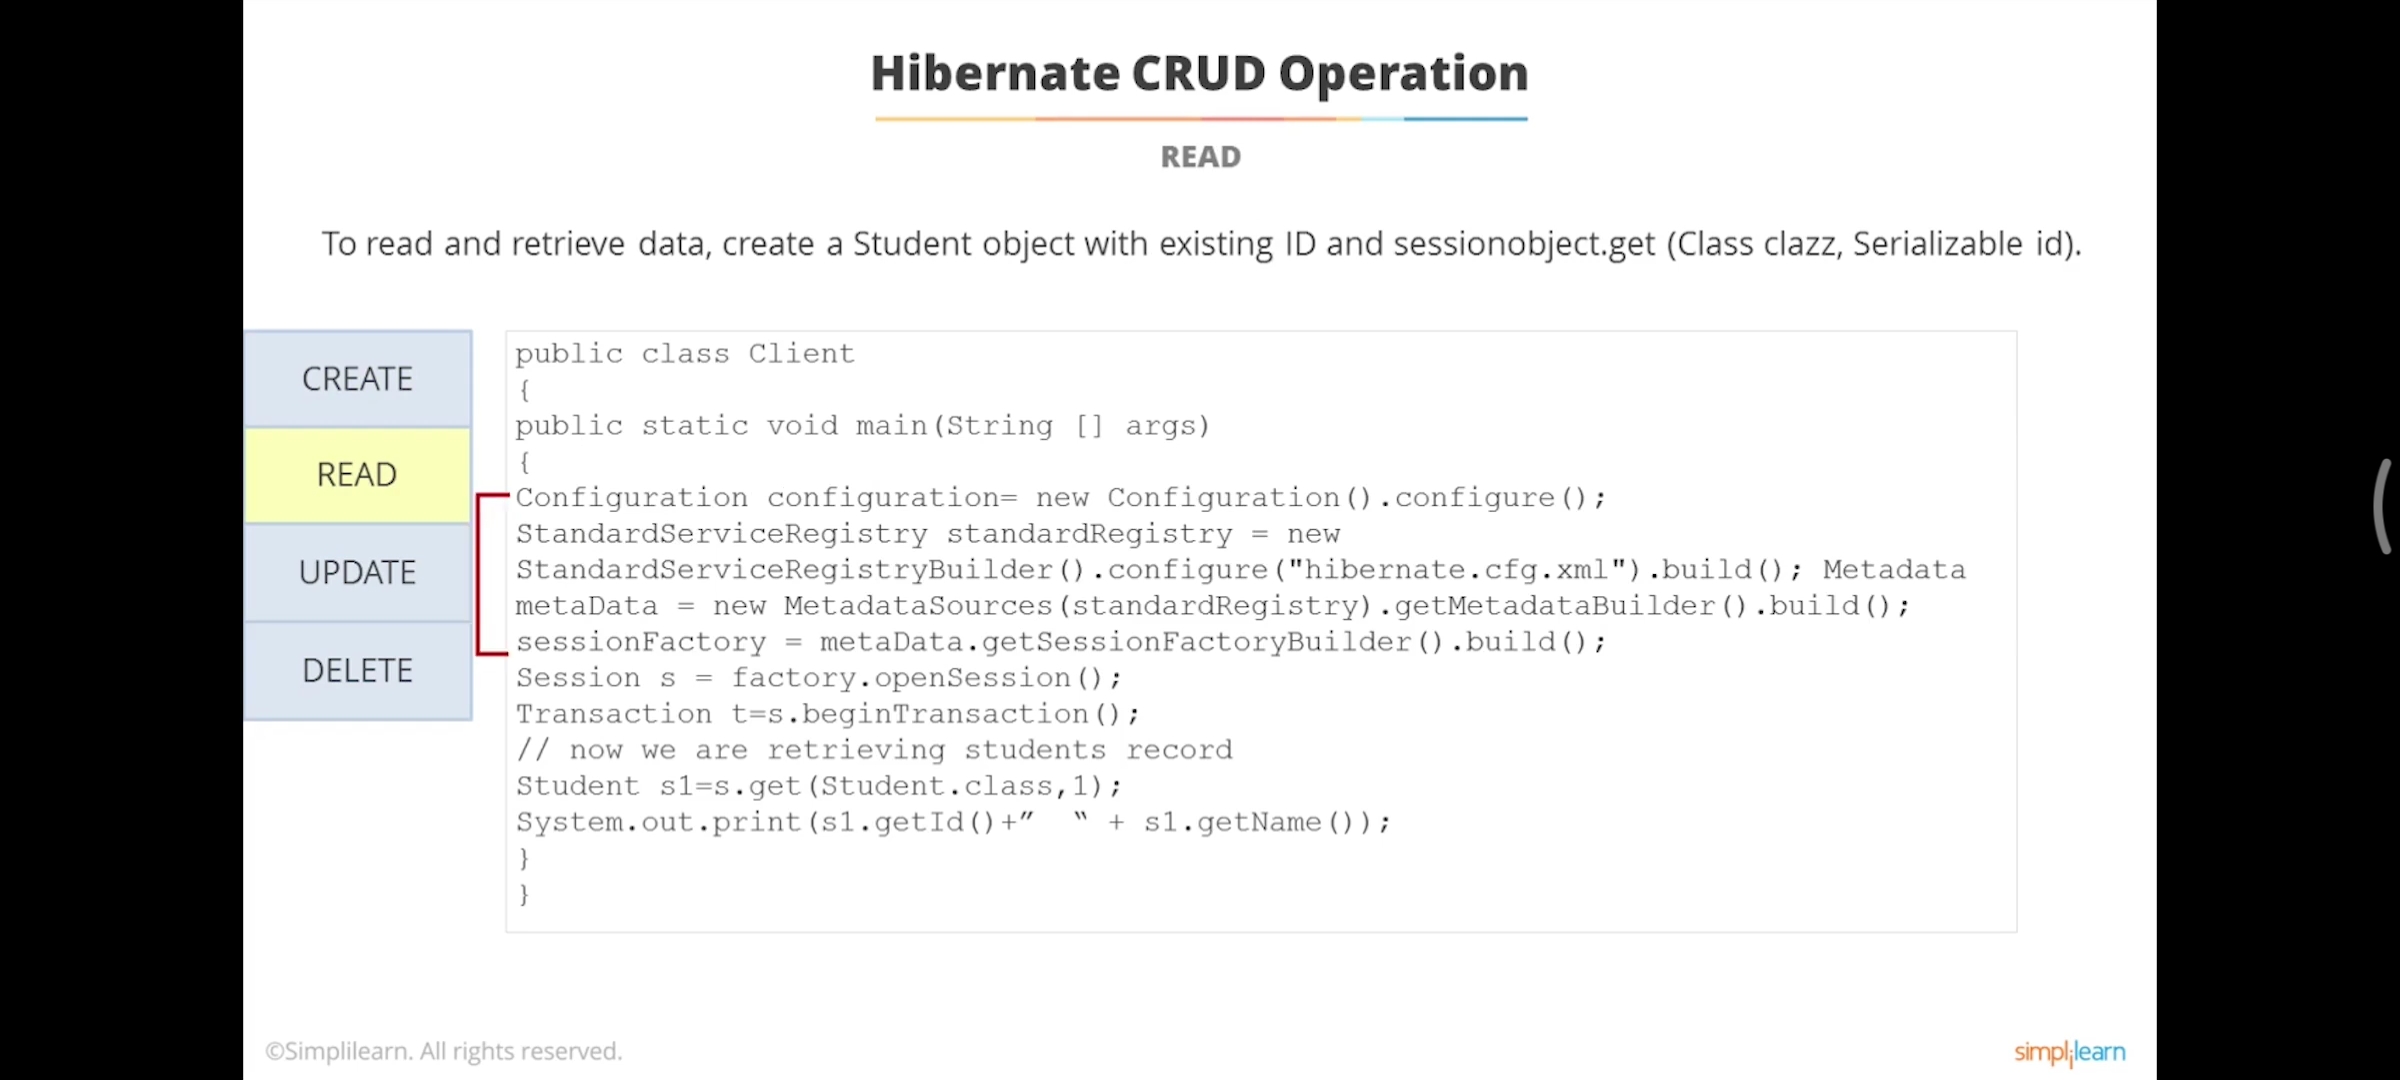 Hibernate CRUD Operation
READ
To read and retrieve data, create a Student object with existing ID and sessionobject.get (Class clazz, Serializable id).
CREATE
READ
UPDATE
DELETE
public class Client
{
public static void main(String [] args)
{
Configuration configuration= new Configuration().configure();
StandardServiceRegistry standardRegistry = new
StandardServiceRegistryBuilder().configure("hibernate.cfg.xml").build(); Metadata
metaData = new MetadataSources(standardRegistry).getMetadataBuilder().build();
sessionFactory = metaData.getSessionFactoryBuilder().build();
Session s = factory.openSession();
Transaction t=s.beginTransaction();
// now we are retrieving students record
Student s1=s.get(Student.class,1);
System.out.print(s1.getId()+” “ + s1.getName());
}
}
©Simplilearn. All rights reserved.
simplilearn